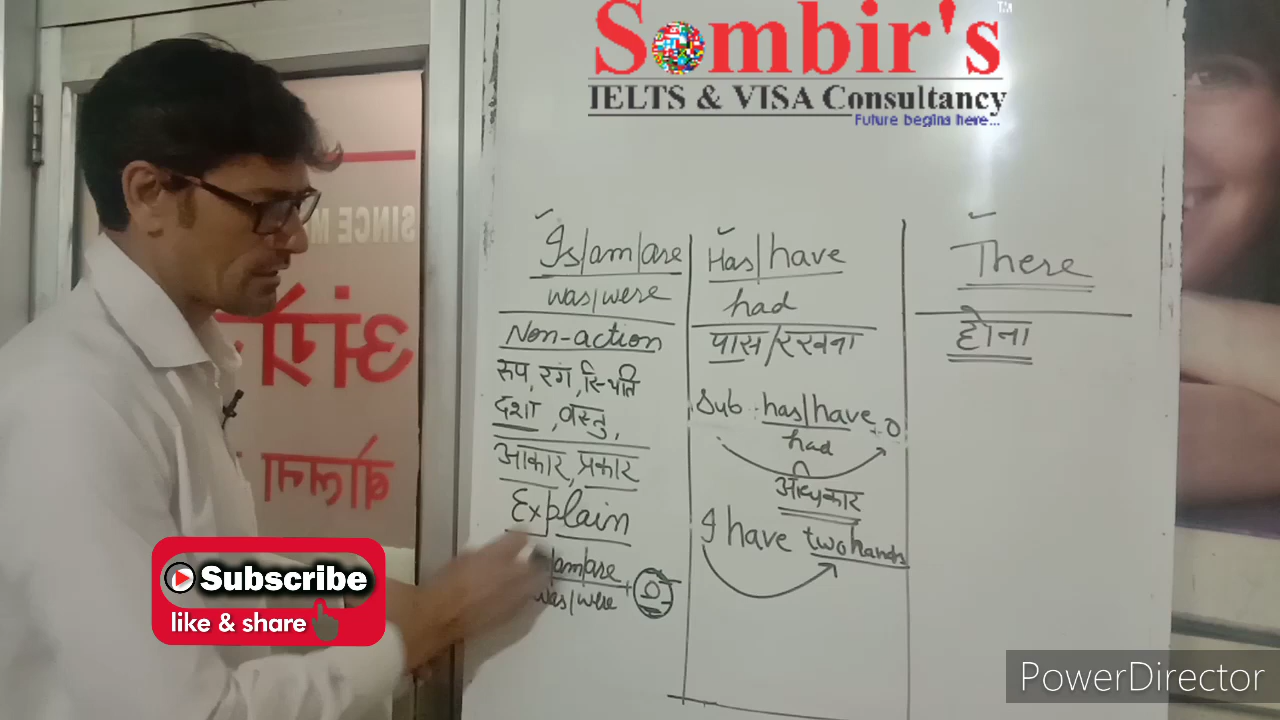 Sombir's
TM
IELTS & VISA Consultancy
Future begins here...
Is/am/are
was/were
Non-action
रूप, रंग, स्थिति
दशा, वस्तु,
आकार, प्रकार
Explain
/am/are
was/were + O
Has/have
had
पास/रखना
Sub has/have + O
had
अधिकार
I have two hands
There
होना
SINCE
Subscribe
like & share
PowerDirector